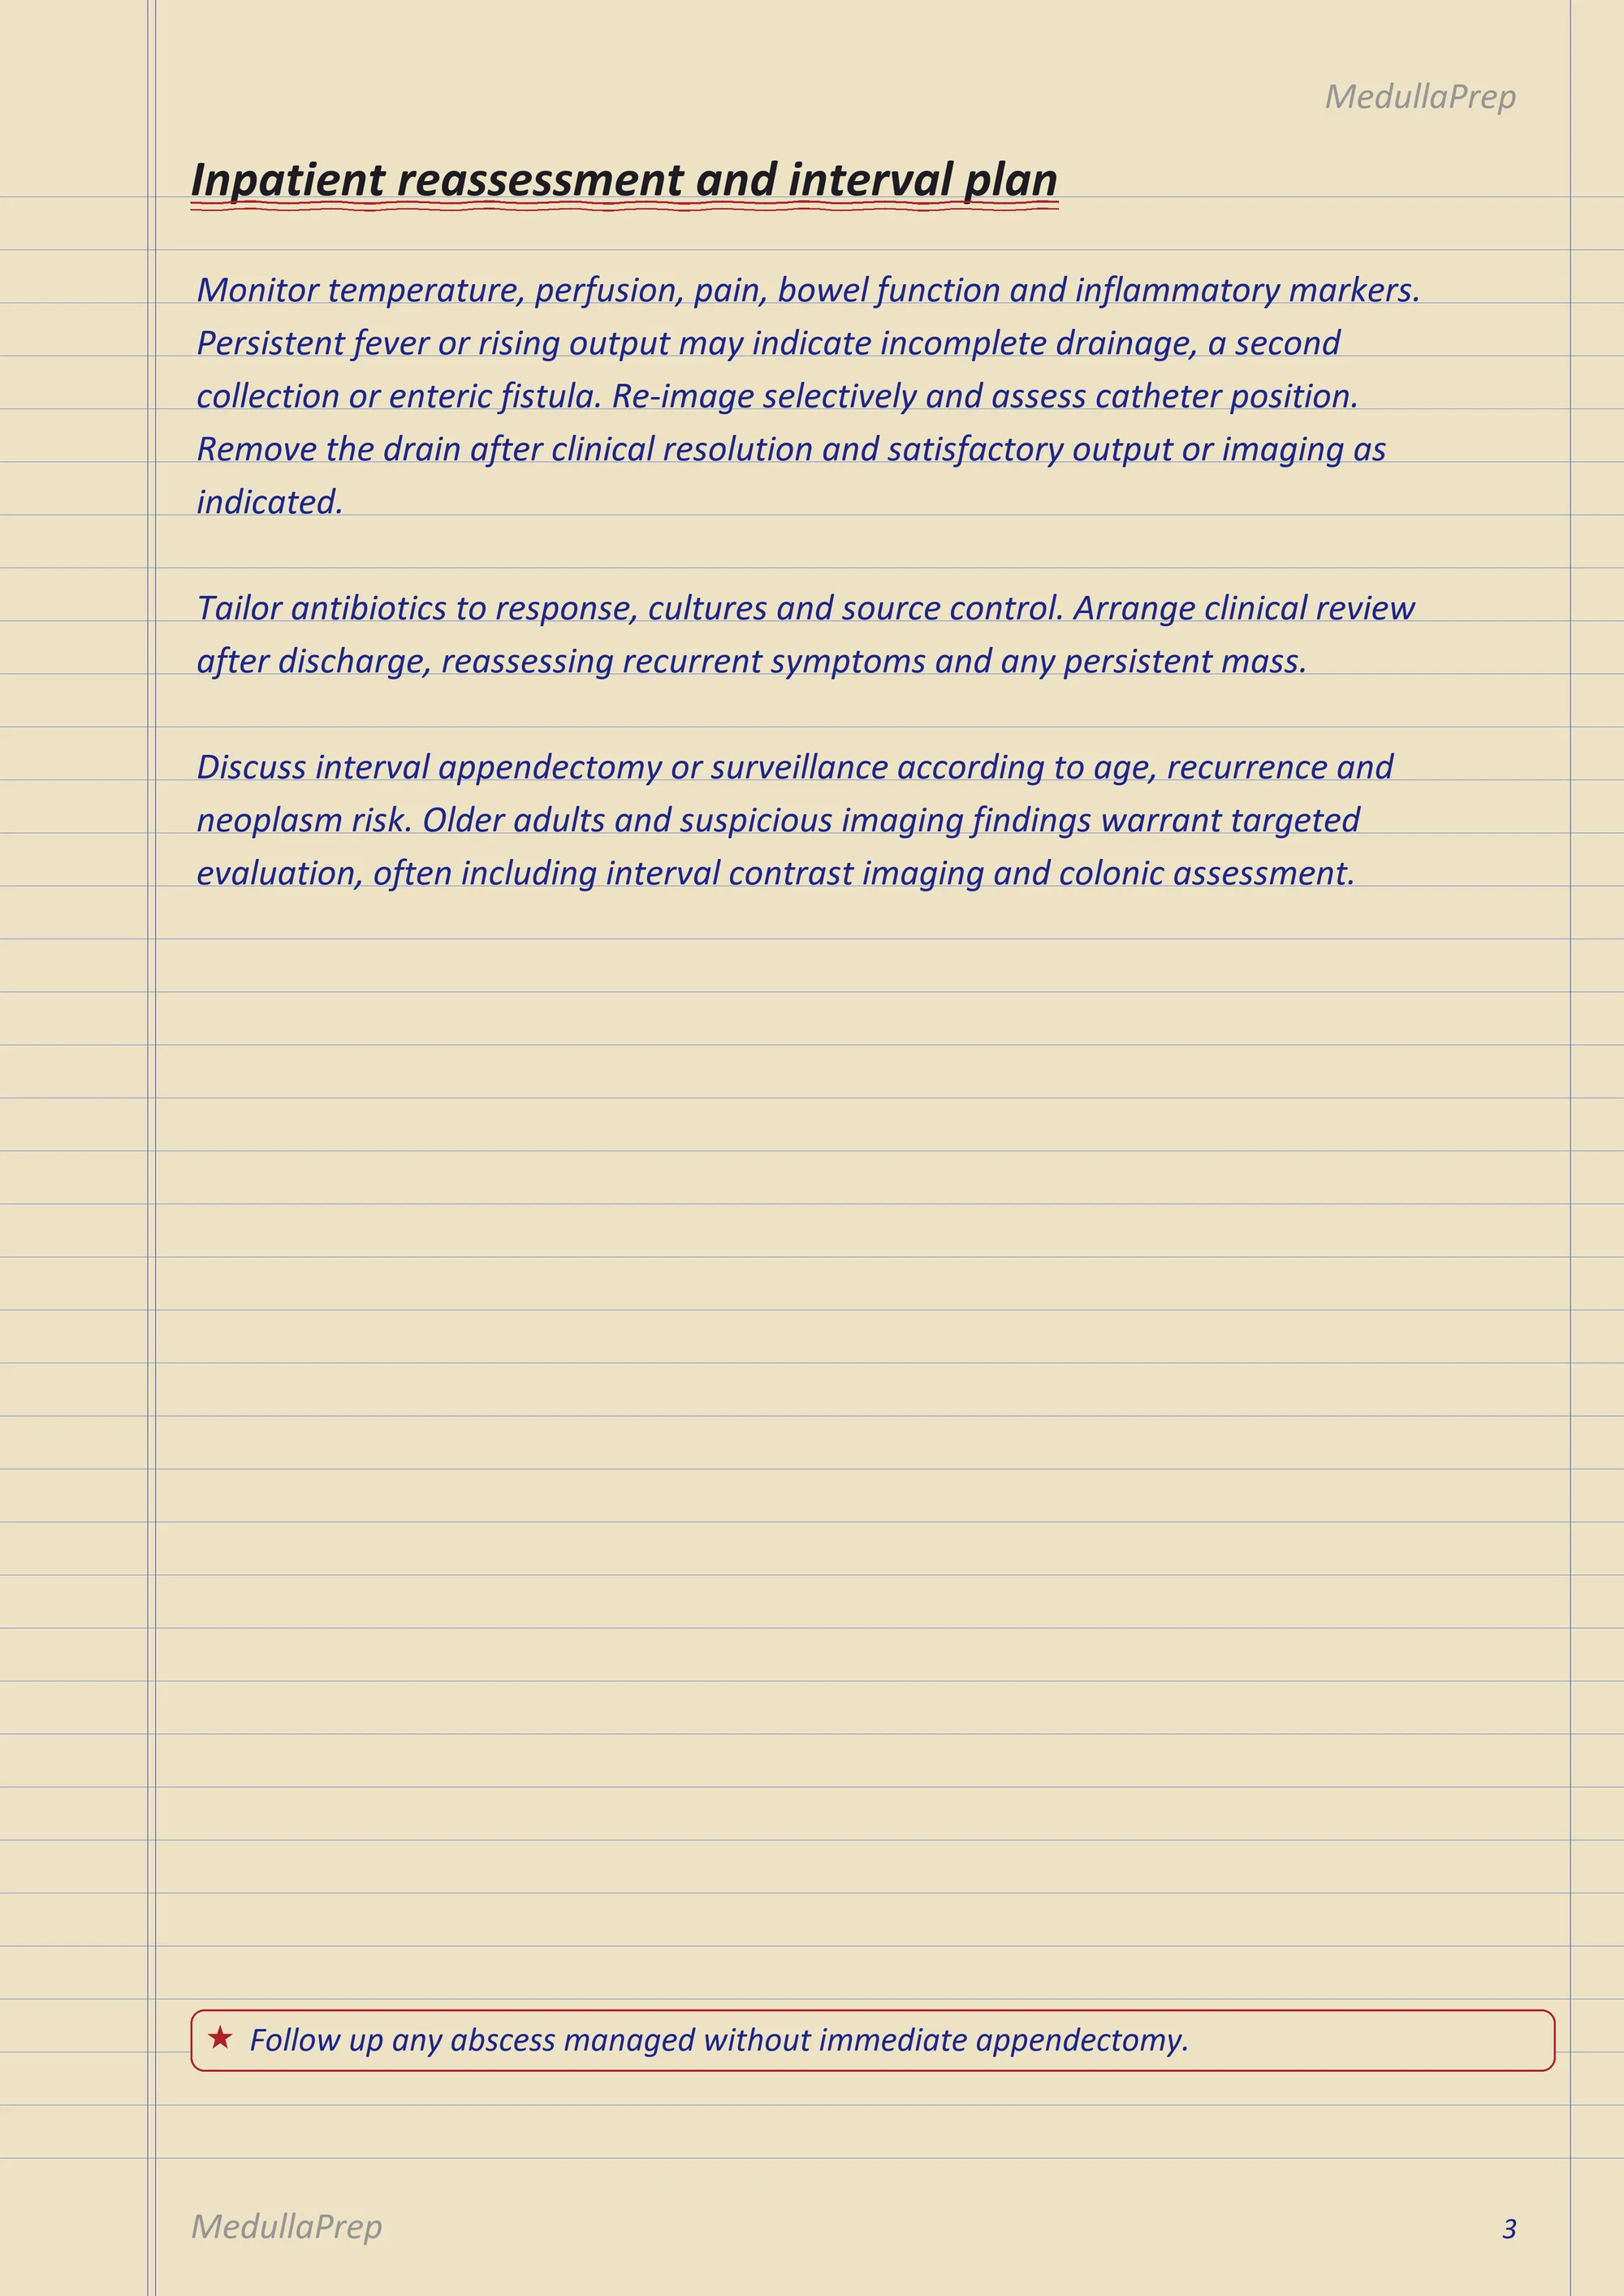 MedullaPrep
Inpatient reassessment and interval plan
Monitor temperature, perfusion, pain, bowel function and inflammatory markers.
Persistent fever or rising output may indicate incomplete drainage, a second
collection or enteric fistula. Re-image selectively and assess catheter position.
Remove the drain after clinical resolution and satisfactory output or imaging as
indicated.
Tailor antibiotics to response, cultures and source control. Arrange clinical review
after discharge, reassessing recurrent symptoms and any persistent mass.
Discuss interval appendectomy or surveillance according to age, recurrence and
neoplasm risk. Older adults and suspicious imaging findings warrant targeted
evaluation, often including interval contrast imaging and colonic assessment.
★ Follow up any abscess managed without immediate appendectomy.
MedullaPrep
3